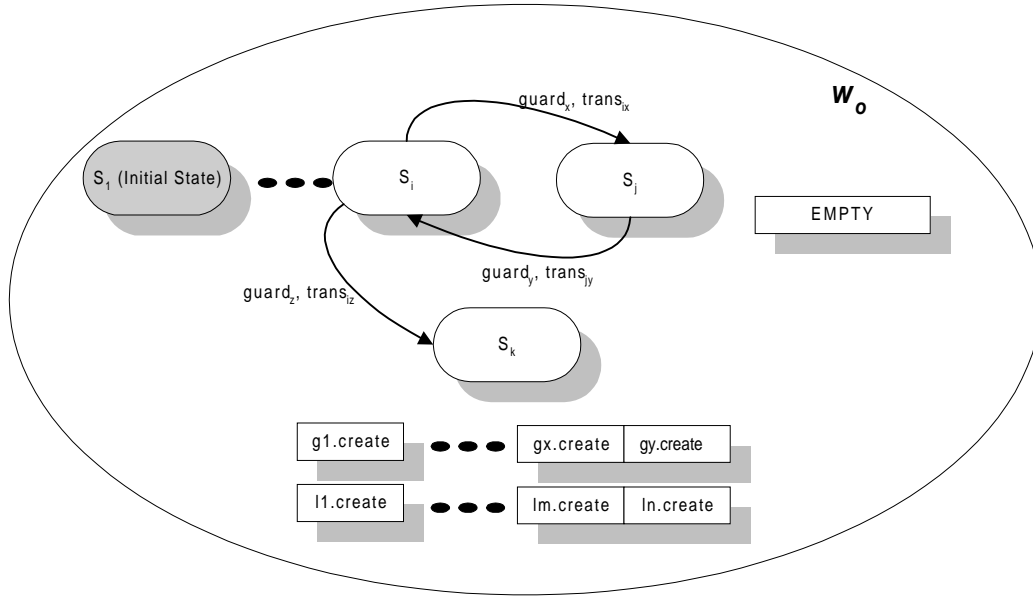 W_o
guard_x, trans_ix
S_1 (Initial State)
S_i
S_j
EMPTY
guard_y, trans_jy
guard_z, trans_iz
S_k
g1.create
gx.create
gy.create
l1.create
lm.create
ln.create